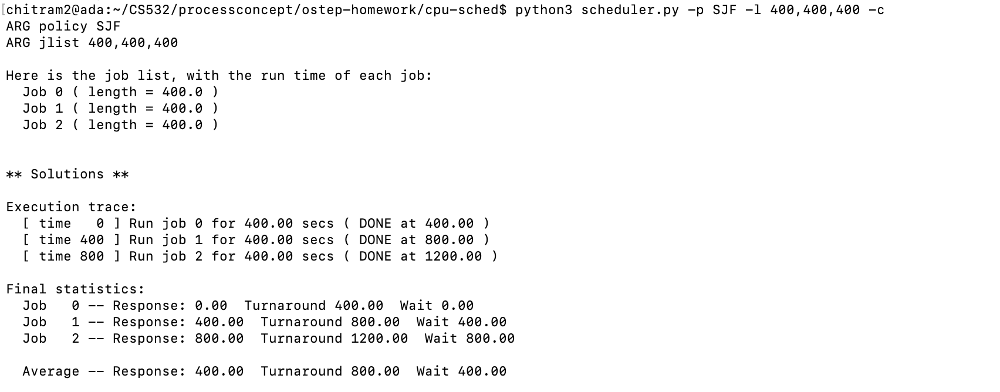 [chitram2@ada:~/CS532/processconcept/ostep-homework/cpu-sched$ python3 scheduler.py -p SJF -l 400,400,400 -c
ARG policy SJF
ARG jlist 400,400,400
Here is the job list, with the run time of each job:
  Job 0 ( length = 400.0 )
  Job 1 ( length = 400.0 )
  Job 2 ( length = 400.0 )
** Solutions **
Execution trace:
  [ time   0 ] Run job 0 for 400.00 secs ( DONE at 400.00 )
  [ time 400 ] Run job 1 for 400.00 secs ( DONE at 800.00 )
  [ time 800 ] Run job 2 for 400.00 secs ( DONE at 1200.00 )
Final statistics:
  Job   0 -- Response: 0.00  Turnaround 400.00  Wait 0.00
  Job   1 -- Response: 400.00  Turnaround 800.00  Wait 400.00
  Job   2 -- Response: 800.00  Turnaround 1200.00  Wait 800.00
  Average -- Response: 400.00  Turnaround 800.00  Wait 400.00